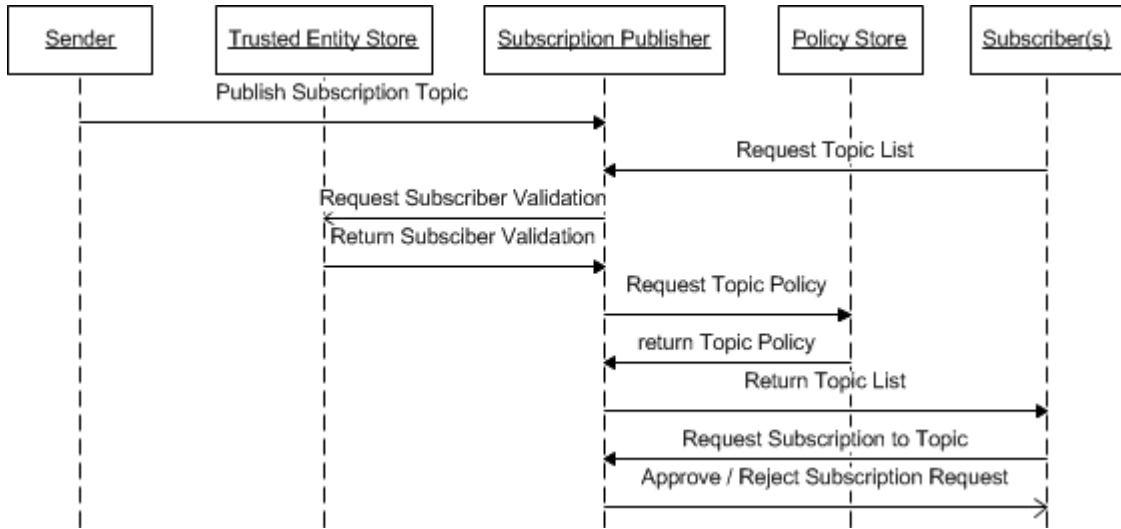 Sender
Trusted Entity Store
Subscription Publisher
Policy Store
Subscriber(s)
Publish Subscription Topic
Request Topic List
Request Subscriber Validation
Return Subsciber Validation
Request Topic Policy
return Topic Policy
Return Topic List
Request Subscription to Topic
Approve / Reject Subscription Request